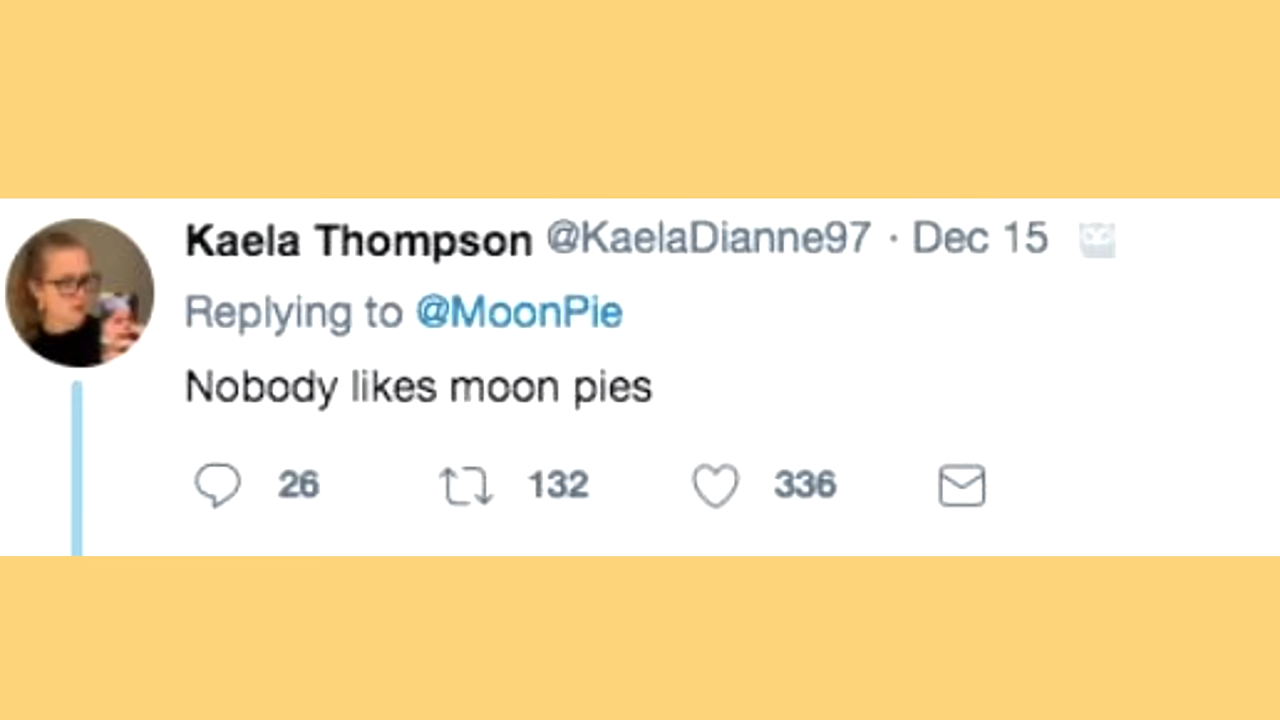 Kaela Thompson @KaelaDianne97 · Dec 15
Replying to @MoonPie
Nobody likes moon pies
26 132 336